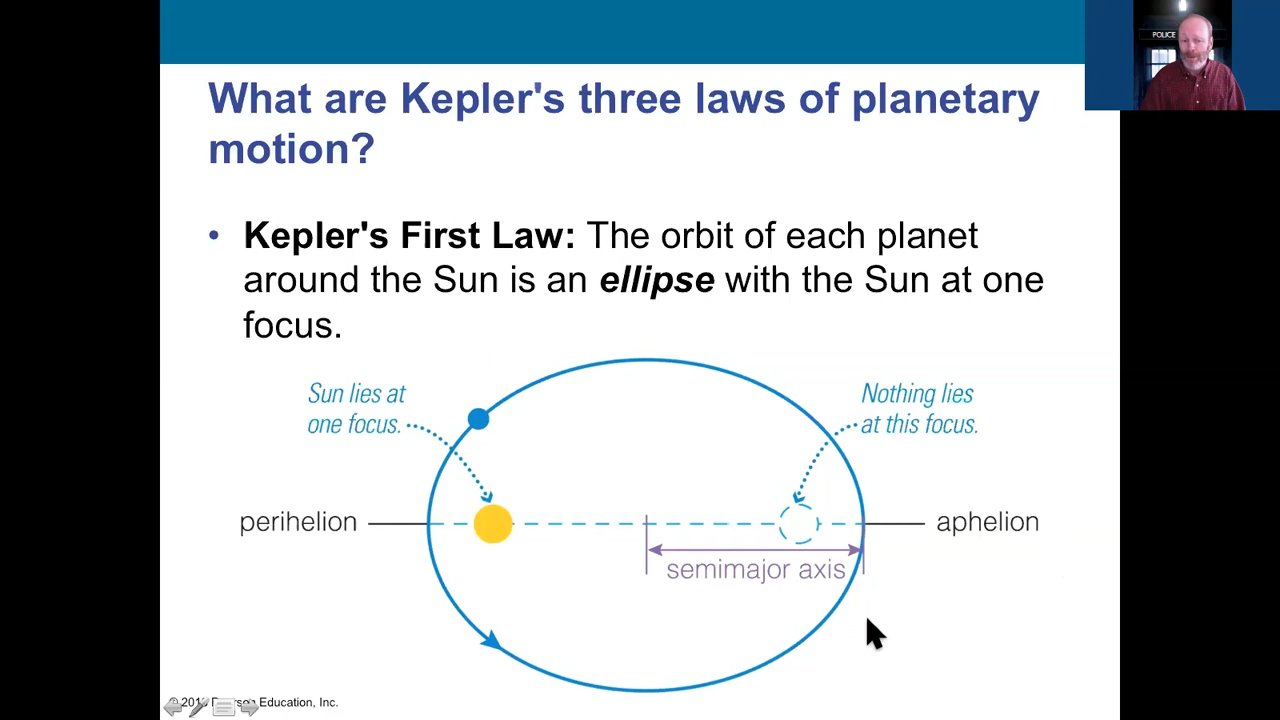 POLICE
What are Kepler's three laws of planetary
motion?
• Kepler's First Law: The orbit of each planet
around the Sun is an ellipse with the Sun at one
focus.
Sun lies at
one focus.
Nothing lies
at this focus.
perihelion
aphelion
semimajor axis
Education, Inc.